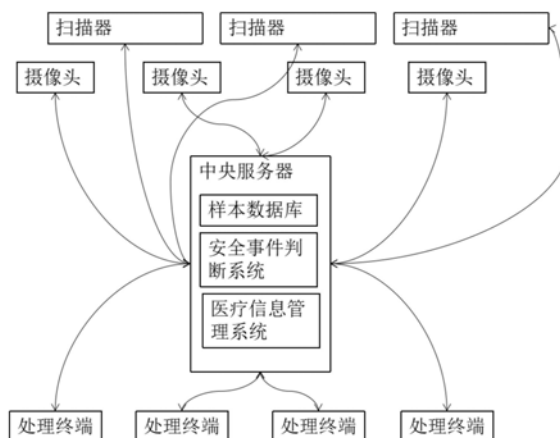 扫描器
扫描器
扫描器
摄像头
摄像头
摄像头
摄像头
中央服务器
样本数据库
安全事件判
断系统
医疗信息管
理系统
处理终端
处理终端
处理终端
处理终端